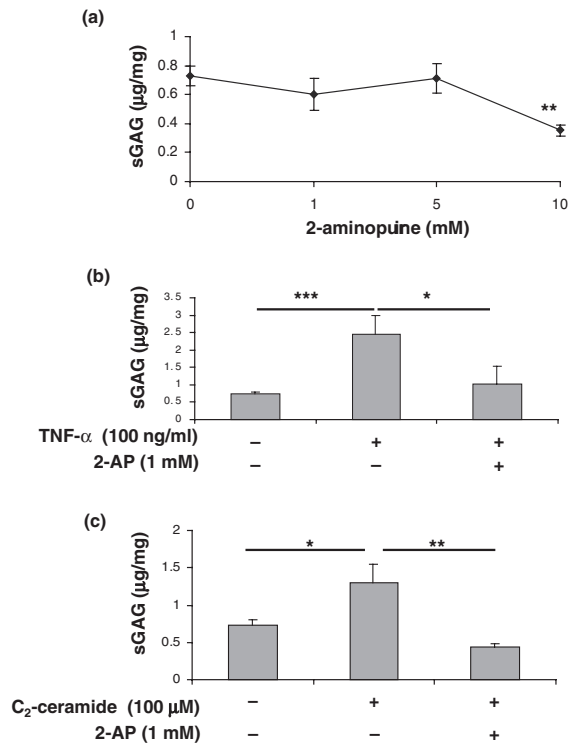 (a)
1
0.8
0.6
0.4
0.2
0
sGAG (μg/mg)
**
0 1 5 10
2-aminopuine (mM)
(b)
3.5
3
2.5
2
1.5
1
0.5
0
sGAG (μg/mg)
*** *
TNF-α (100 ng/ml) – + +
2-AP (1 mM) – – +
(c)
2
1.5
1
0.5
0
sGAG (μg/mg)
* **
C₂-ceramide (100 μM) – + +
2-AP (1 mM) – – +